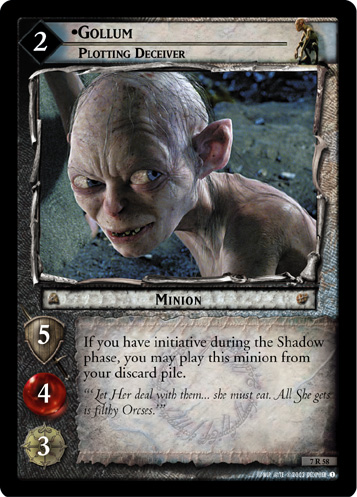 2
•Gollum
Plotting Deceiver
Minion
5
4
3
If you have initiative during the Shadow
phase, you may play this minion from
your discard pile.
“‘Let Her deal with them... she must eat. All She gets
is filthy Orcses.’”
7 R 58